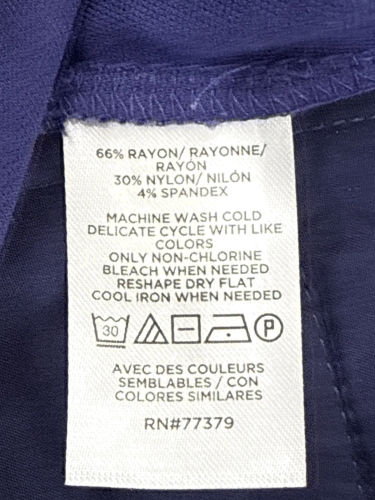 66% RAYON/ RAYONNE/
RAYÓN
30% NYLON/ NILÓN
4% SPANDEX
MACHINE WASH COLD
DELICATE CYCLE WITH LIKE
COLORS
ONLY NON-CHLORINE
BLEACH WHEN NEEDED
RESHAPE DRY FLAT
COOL IRON WHEN NEEDED
30 P
AVEC DES COULEURS
SEMBLABLES / CON
COLORES SIMILARES
RN#77379